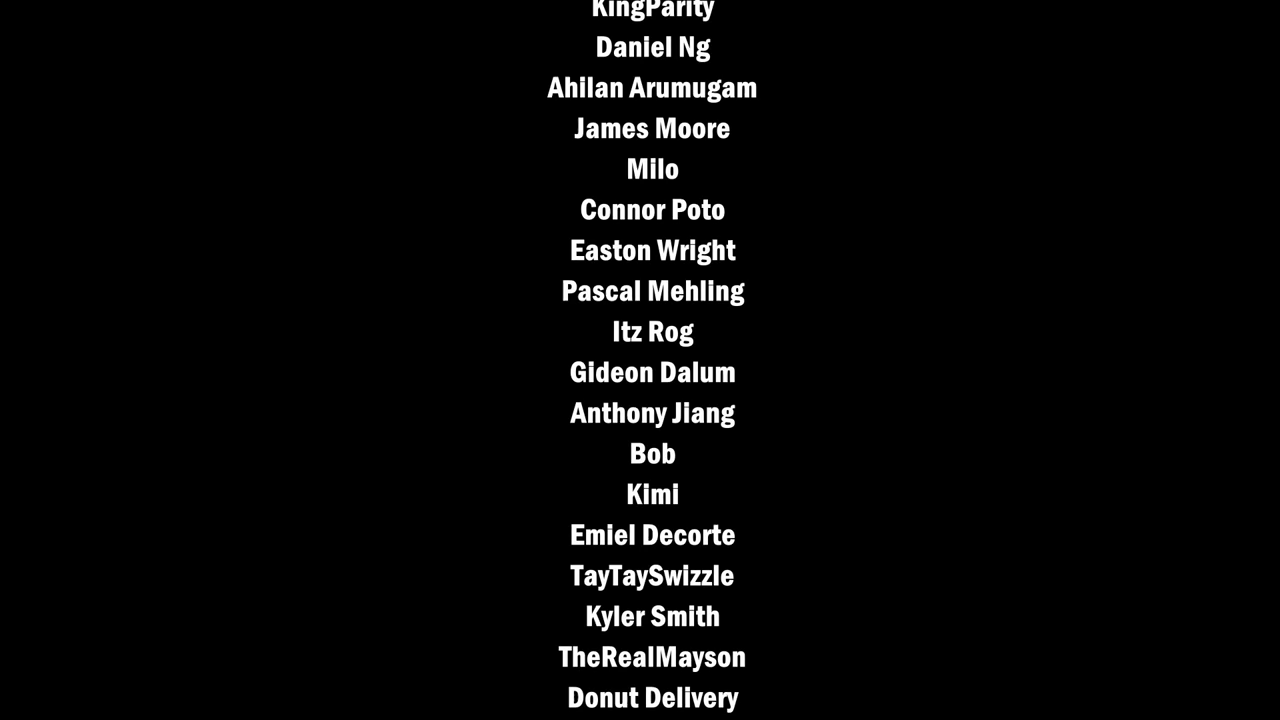 KingParity
Daniel Ng
Ahilan Arumugam
James Moore
Milo
Connor Poto
Easton Wright
Pascal Mehling
Itz Rog
Gideon Dalum
Anthony Jiang
Bob
Kimi
Emiel Decorte
TayTaySwizzle
Kyler Smith
TheRealMayson
Donut Delivery